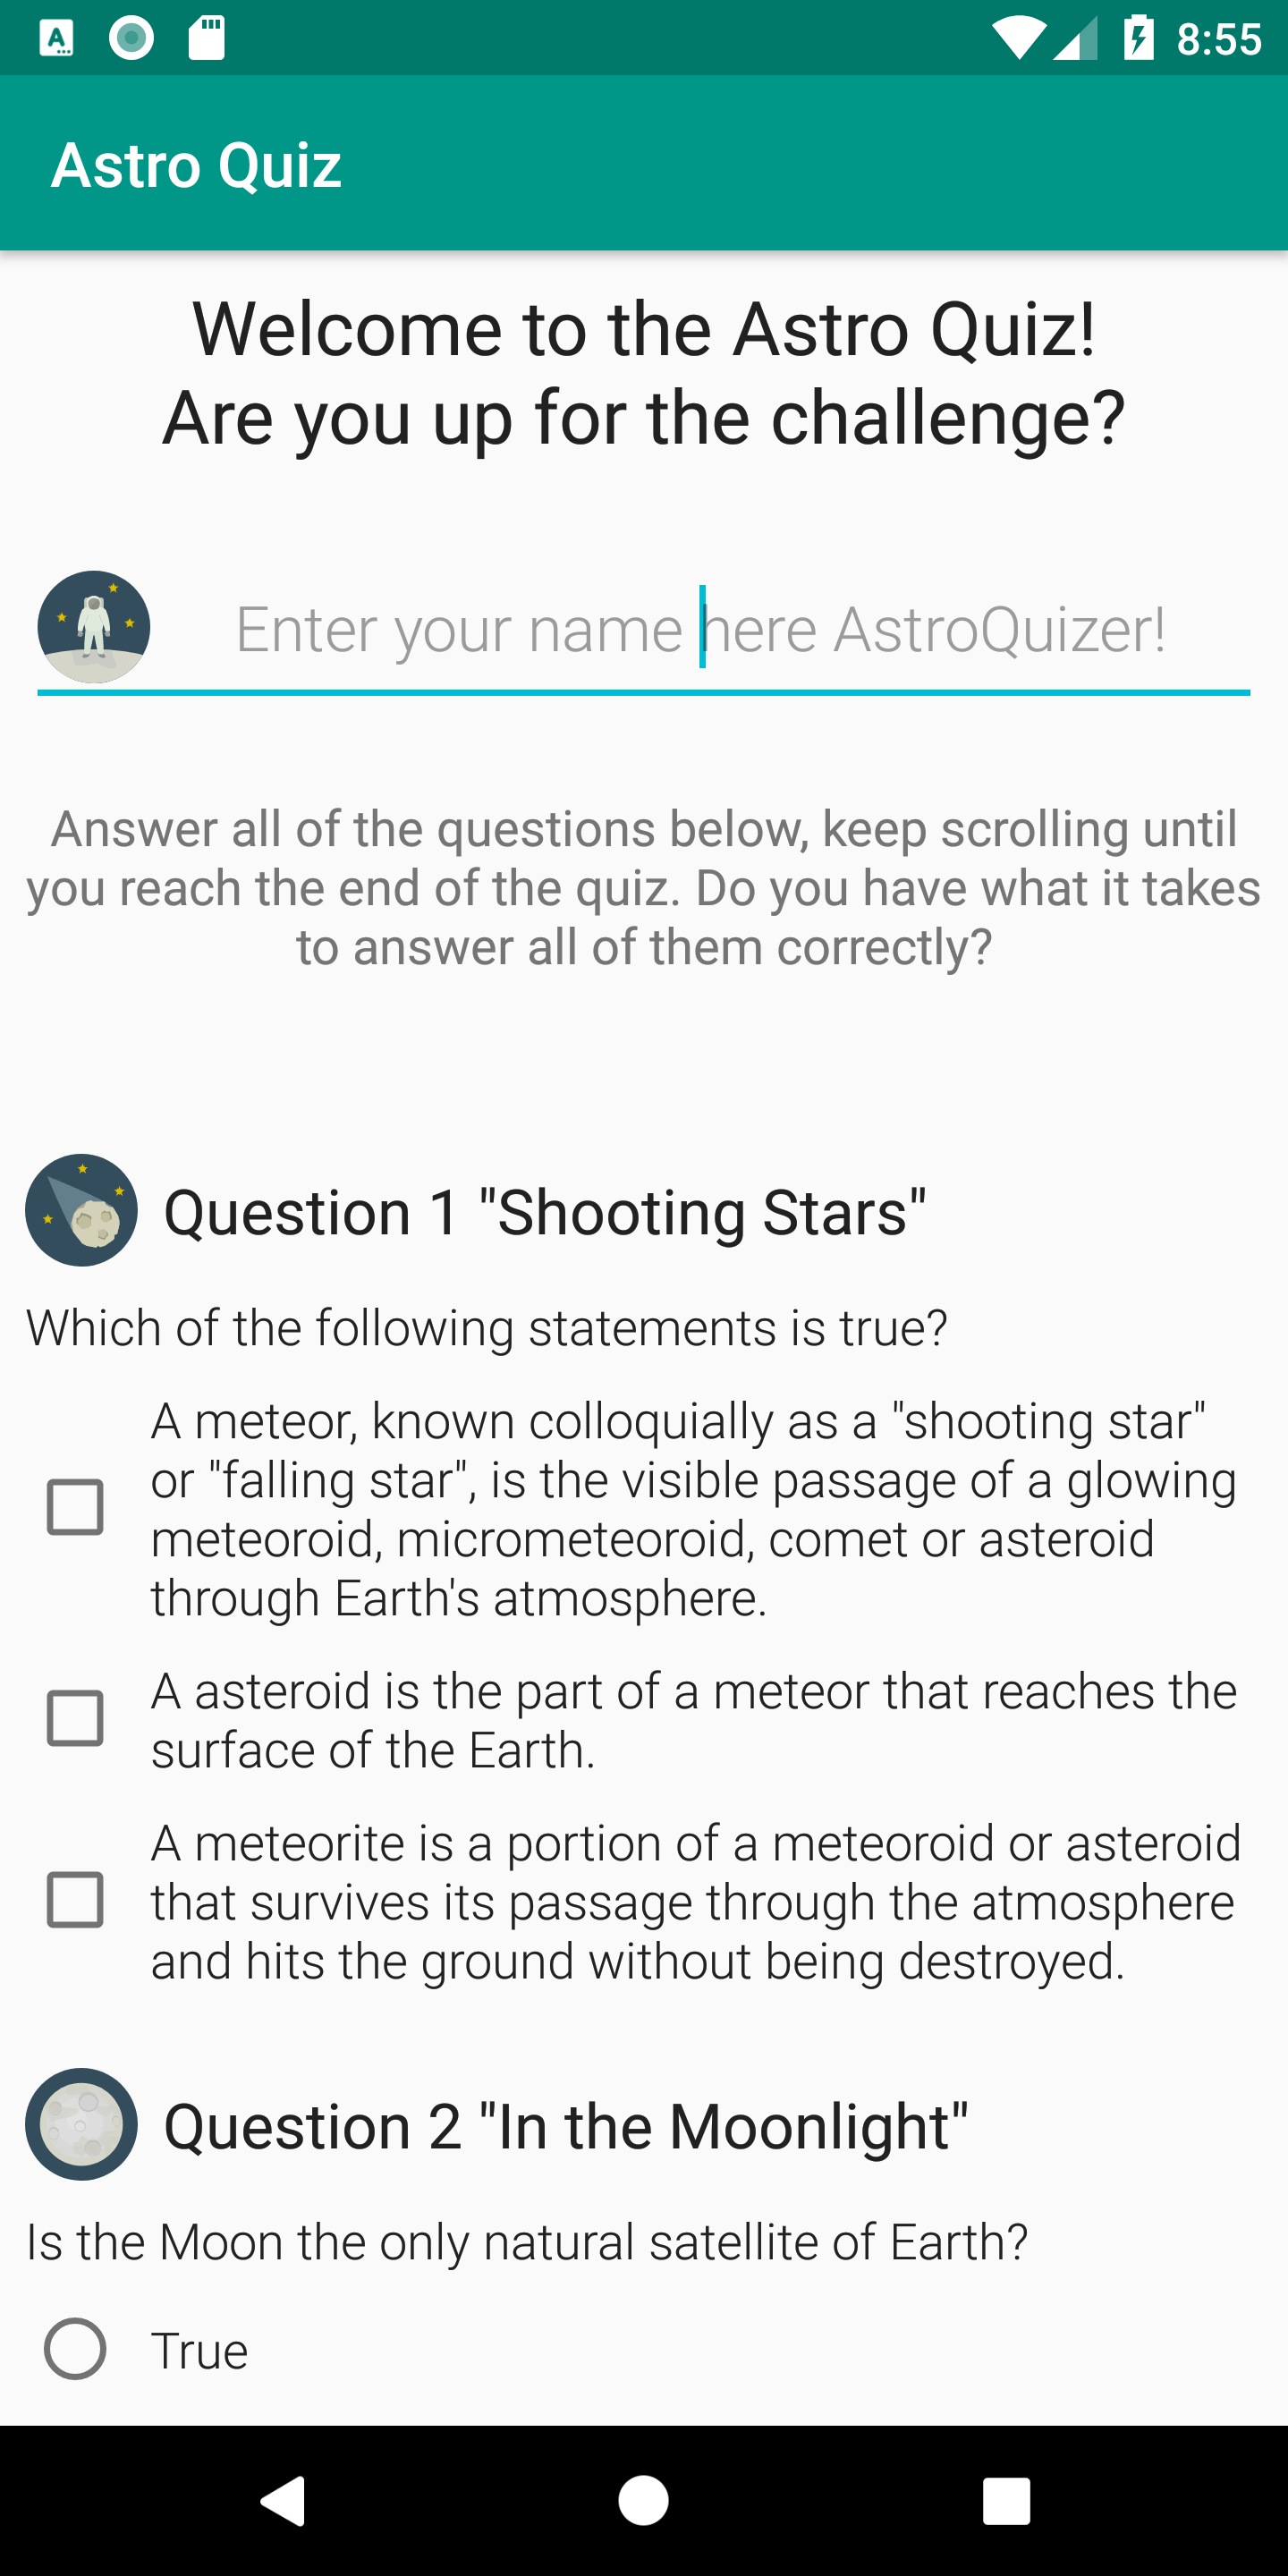 8:55
Astro Quiz
Welcome to the Astro Quiz!
Are you up for the challenge?
Enter your name here AstroQuizer!
Answer all of the questions below, keep scrolling until
you reach the end of the quiz. Do you have what it takes
to answer all of them correctly?
Question 1 "Shooting Stars"
Which of the following statements is true?
A meteor, known colloquially as a "shooting star"
or "falling star", is the visible passage of a glowing
meteoroid, micrometeoroid, comet or asteroid
through Earth's atmosphere.
A asteroid is the part of a meteor that reaches the
surface of the Earth.
A meteorite is a portion of a meteoroid or asteroid
that survives its passage through the atmosphere
and hits the ground without being destroyed.
Question 2 "In the Moonlight"
Is the Moon the only natural satellite of Earth?
True